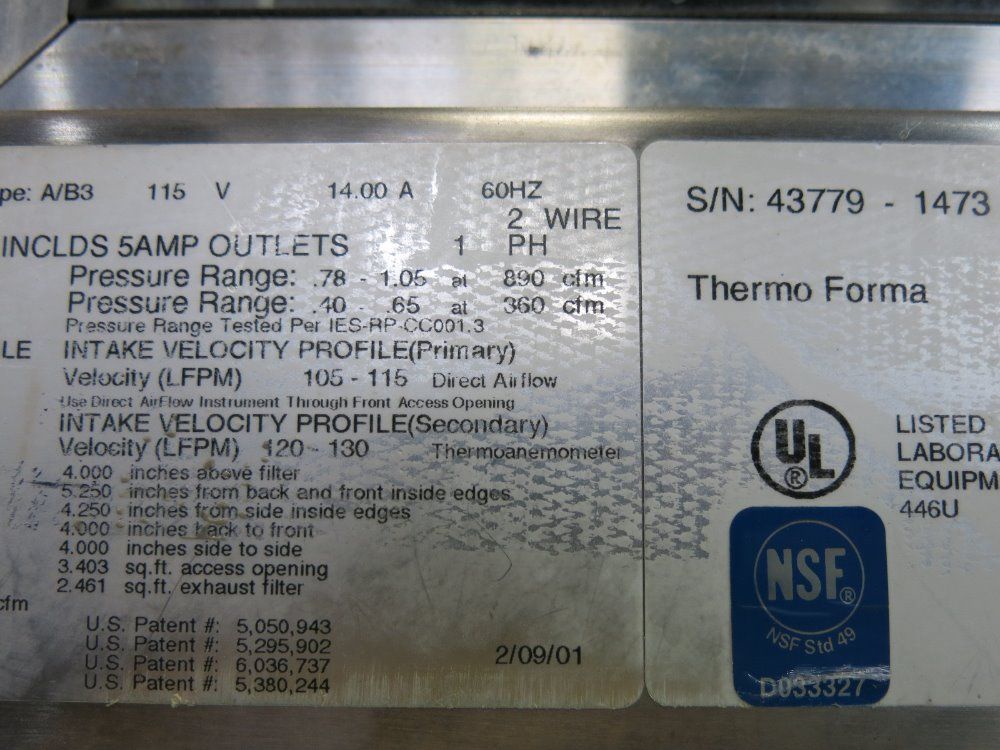 pe: A/B3 115 V 14.00 A 60HZ
2 WIRE
INCLDS 5AMP OUTLETS 1 PH
Pressure Range: .78 - 1.05 at 890 cfm
Pressure Range: .40 - .65 at 360 cfm
Pressure Range Tested Per IES-RP-CC001.3
LE INTAKE VELOCITY PROFILE(Primary)
Velocity (LFPM) 105 - 115 Direct Airflow
Use Direct AirFlow Instrument Through Front Access Opening
INTAKE VELOCITY PROFILE(Secondary)
Velocity (LFPM) 120 - 130 Thermoanemometer
4.000 inches above filter
5.250 inches from back and front inside edges
4.250 inches from side inside edges
4.000 inches back to front
4.000 inches side to side
3.403 sq.ft. access opening
2.461 sq.ft. exhaust filter
cfm
U.S. Patent #: 5,050,943
U.S. Patent #: 5,295,902
U.S. Patent #: 6,036,737
U.S. Patent #: 5,380,244
2/09/01
S/N: 43779 - 1473
Thermo Forma
UL ®
LISTED
LABORA
EQUIPM
446U
NSF®
NSF Std 49
D033327